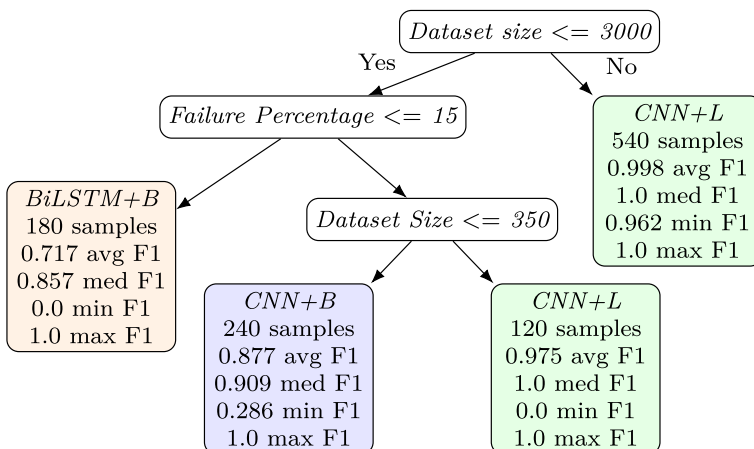 Dataset size <= 3000
Yes
No
Failure Percentage <= 15
CNN+L
540 samples
0.998 avg F1
1.0 med F1
0.962 min F1
1.0 max F1
BiLSTM+B
180 samples
0.717 avg F1
0.857 med F1
0.0 min F1
1.0 max F1
Dataset Size <= 350
CNN+B
240 samples
0.877 avg F1
0.909 med F1
0.286 min F1
1.0 max F1
CNN+L
120 samples
0.975 avg F1
1.0 med F1
0.0 min F1
1.0 max F1